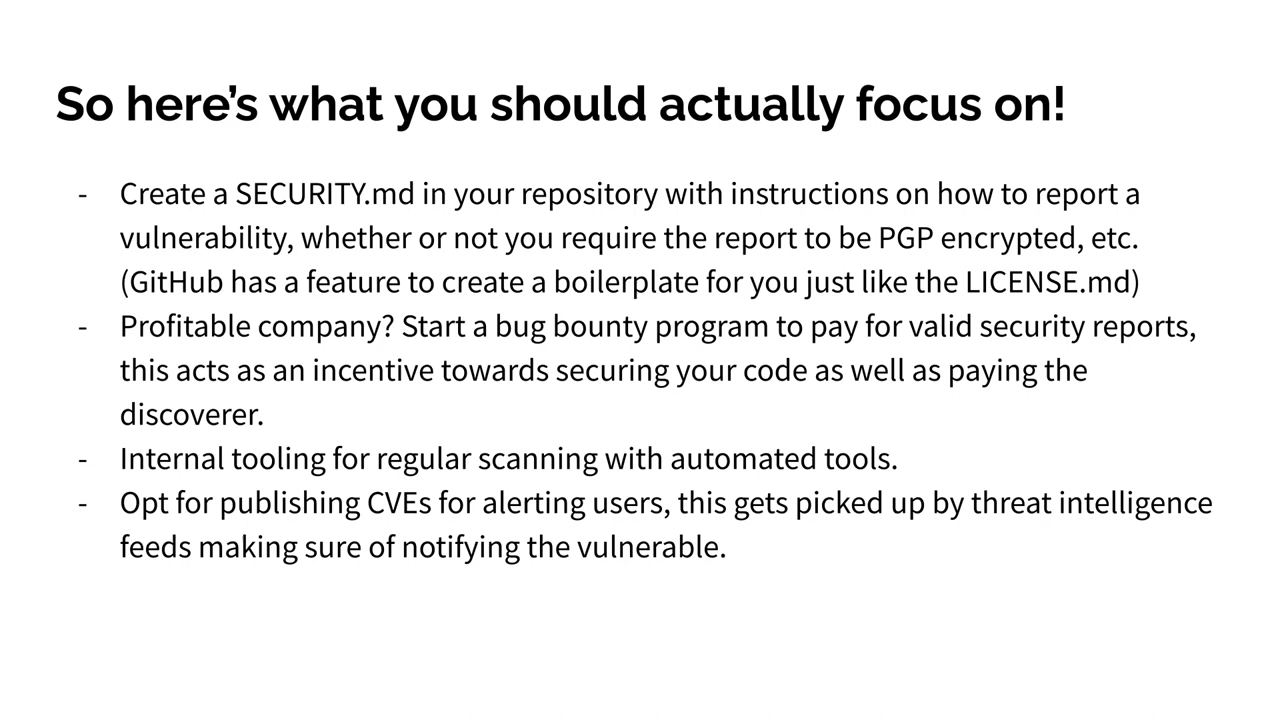 So here’s what you should actually focus on!
- Create a SECURITY.md in your repository with instructions on how to report a
vulnerability, whether or not you require the report to be PGP encrypted, etc.
(GitHub has a feature to create a boilerplate for you just like the LICENSE.md)
- Profitable company? Start a bug bounty program to pay for valid security reports,
this acts as an incentive towards securing your code as well as paying the
discoverer.
- Internal tooling for regular scanning with automated tools.
- Opt for publishing CVEs for alerting users, this gets picked up by threat intelligence
feeds making sure of notifying the vulnerable.